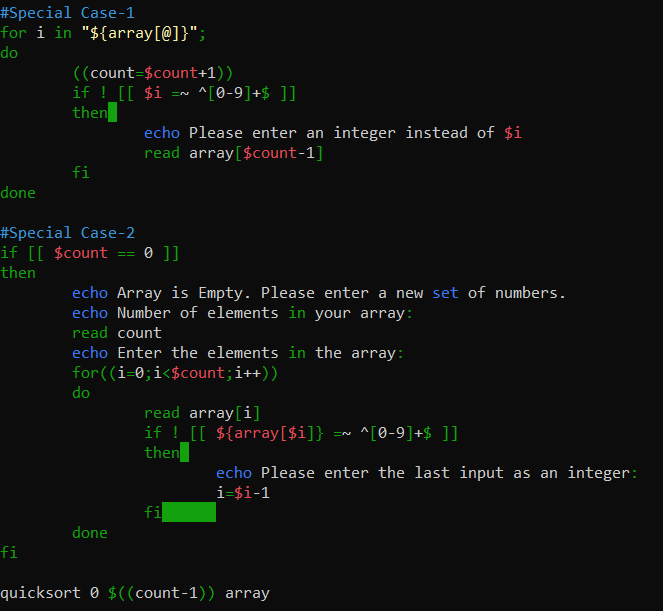 #Special Case-1
for i in "${array[@]}";
do
        ((count=$count+1))
        if ! [[ $i =~ ^[0-9]+$ ]]
        then
                echo Please enter an integer instead of $i
                read array[$count-1]
        fi
done

#Special Case-2
if [[ $count == 0 ]]
then
        echo Array is Empty. Please enter a new set of numbers.
        echo Number of elements in your array:
        read count
        echo Enter the elements in the array:
        for((i=0;i<$count;i++))
        do
                read array[i]
                if ! [[ ${array[$i]} =~ ^[0-9]+$ ]]
                then
                        echo Please enter the last input as an integer:
                        i=$i-1
                fi
        done
fi

quicksort 0 $((count-1)) array